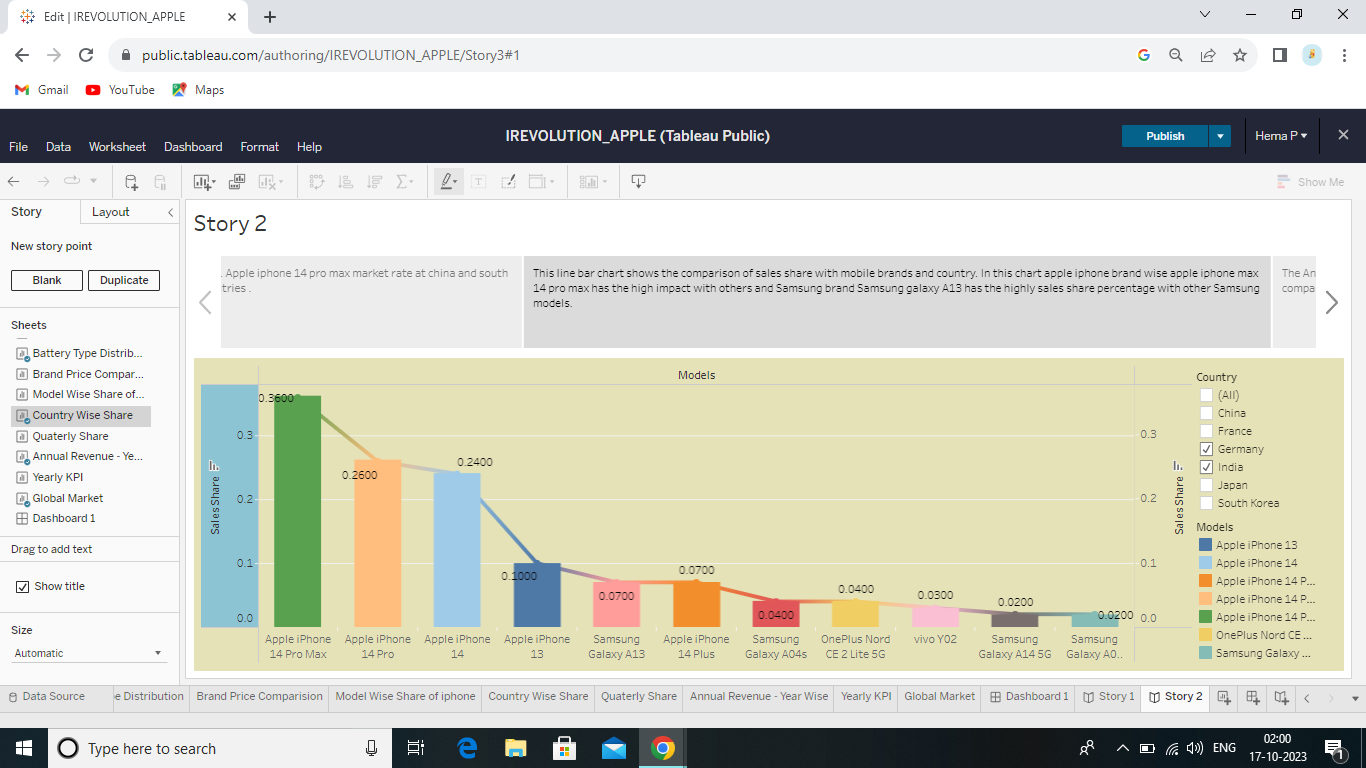 Edit | IREVOLUTION_APPLE
public.tableau.com/authoring/IREVOLUTION_APPLE/Story3#1
Gmail YouTube Maps
IREVOLUTION_APPLE (Tableau Public)
Publish
Hema P
File Data Worksheet Dashboard Format Help
Show Me
Story Layout
New story point
Blank Duplicate
Sheets
Battery Type Distrib...
Brand Price Compar...
Model Wise Share of...
Country Wise Share
Quaterly Share
Annual Revenue - Ye...
Yearly KPI
Global Market
Dashboard 1
Drag to add text
Show title
Size
Automatic
Story 2
. Apple iphone 14 pro max market rate at china and south
tries .
This line bar chart shows the comparison of sales share with mobile brands and country. In this chart apple iphone brand wise apple iphone max
14 pro max has the high impact with others and Samsung brand Samsung galaxy A13 has the highly sales share percentage with other Samsung
models.
The An
compa
Models
Sales Share
0.3
0.2
0.1
0.0
0.3600
0.2600
0.2400
0.1000
0.0700
0.0700
0.0400
0.0400
0.0300
0.0200
0.0200
Apple iPhone
14 Pro Max
Apple iPhone
14 Pro
Apple iPhone
14
Apple iPhone
13
Samsung
Galaxy A13
Apple iPhone
14 Plus
Samsung
Galaxy A04s
OnePlus Nord
CE 2 Lite 5G
vivo Y02
Samsung
Galaxy A14 5G
Samsung
Galaxy A0..
0.3
0.2
0.1
0.0
Sales Share
Country
(All)
China
France
Germany
India
Japan
South Korea
Models
Apple iPhone 13
Apple iPhone 14
Apple iPhone 14 P...
Apple iPhone 14 P...
Apple iPhone 14 P...
OnePlus Nord CE ...
Samsung Galaxy ...
Data Source e Distribution Brand Price Comparision Model Wise Share of iphone Country Wise Share Quaterly Share Annual Revenue - Year Wise Yearly KPI Global Market Dashboard 1 Story 1 Story 2
Type here to search
ENG
02:00
17-10-2023
1